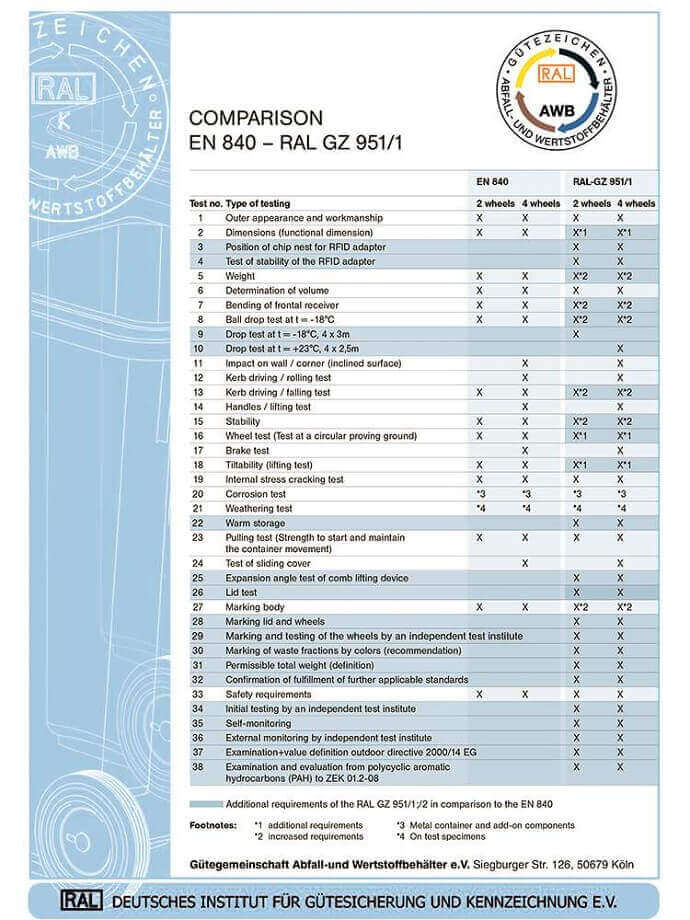 GÜTEZEICHEN
RAL
AWB
WERTSTOFFBEHÄLTER
GÜTEZEICHEN
RAL
AWB
ABFALL- UND WERTSTOFFBEHÄLTER
COMPARISON
EN 840 – RAL GZ 951/1
EN 840 RAL-GZ 951/1
Test no. Type of testing 2 wheels 4 wheels 2 wheels 4 wheels
1 Outer appearance and workmanship X X X X
2 Dimensions (functional dimension) X X X*1 X*1
3 Position of chip nest for RFID adapter X X
4 Test of stability of the RFID adapter X X
5 Weight X X X*2 X*2
6 Determination of volume X X X X
7 Bending of frontal receiver X X X*2 X*2
8 Ball drop test at t = -18°C X X X*2 X*2
9 Drop test at t = -18°C, 4 x 3m X
10 Drop test at t = +23°C, 4 x 2,5m X
11 Impact on wall / corner (inclined surface) X X
12 Kerb driving / rolling test X X
13 Kerb driving / falling test X X X*2 X*2
14 Handles / lifting test X X
15 Stability X X X*2 X*2
16 Wheel test (Test at a circular proving ground) X X X*1 X*1
17 Brake test X X
18 Tiltability (lifting test) X X X*1 X*1
19 Internal stress cracking test X X X X
20 Corrosion test *3 *3 *3 *3
21 Weathering test *4 *4 *4 *4
22 Warm storage X X
23 Pulling test (Strength to start and maintain X X X X
the container movement)
24 Test of sliding cover X X
25 Expansion angle test of comb lifting device X X
26 Lid test X X
27 Marking body X X X*2 X*2
28 Marking lid and wheels X X
29 Marking and testing of the wheels by an independent test institute X X
30 Marking of waste fractions by colors (recommendation) X X
31 Permissible total weight (definition) X X
32 Confirmation of fulfillment of further applicable standards X X
33 Safety requirements X X X X
34 Initial testing by an independent test institute X X
35 Self-monitoring X X
36 External monitoring by independent test institute X X
37 Examination+value definition outdoor directive 2000/14 EG X X
38 Examination and evaluation from polycyclic aromatic X X
hydrocarbons (PAH) to ZEK 01.2-08
Additional requirements of the RAL GZ 951/1;/2 in comparison to the EN 840
Footnotes: *1 additional requirements *3 Metal container and add-on components
*2 increased requirements *4 On test specimens
Gütegemeinschaft Abfall-und Wertstoffbehälter e.V. Siegburger Str. 126, 50679 Köln
RAL DEUTSCHES INSTITUT FÜR GÜTESICHERUNG UND KENNZEICHNUNG E.V.